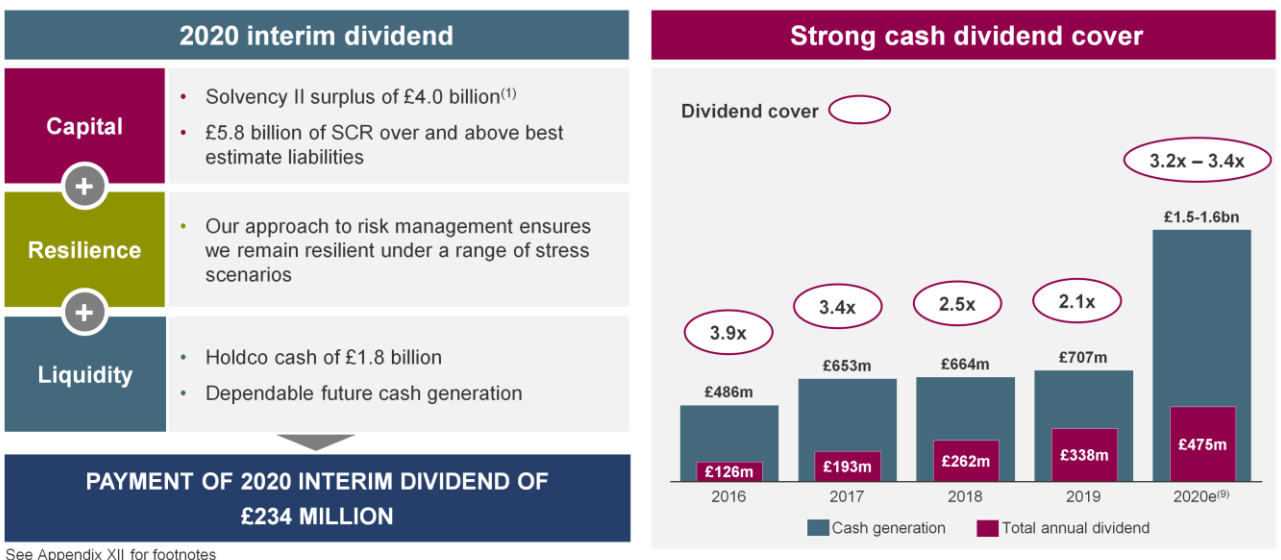 2020 interim dividend
Capital
• Solvency II surplus of £4.0 billion(1)
• £5.8 billion of SCR over and above best
estimate liabilities
+
Resilience
• Our approach to risk management ensures
we remain resilient under a range of stress
scenarios
+
Liquidity
• Holdco cash of £1.8 billion
• Dependable future cash generation
PAYMENT OF 2020 INTERIM DIVIDEND OF
£234 MILLION
See Appendix XII for footnotes
Strong cash dividend cover
Dividend cover
3.2x – 3.4x
£1.5-1.6bn
3.9x
3.4x
2.5x
2.1x
£486m
£653m
£664m
£707m
£126m
£193m
£262m
£338m
£475m
2016
2017
2018
2019
2020e(9)
Cash generation
Total annual dividend